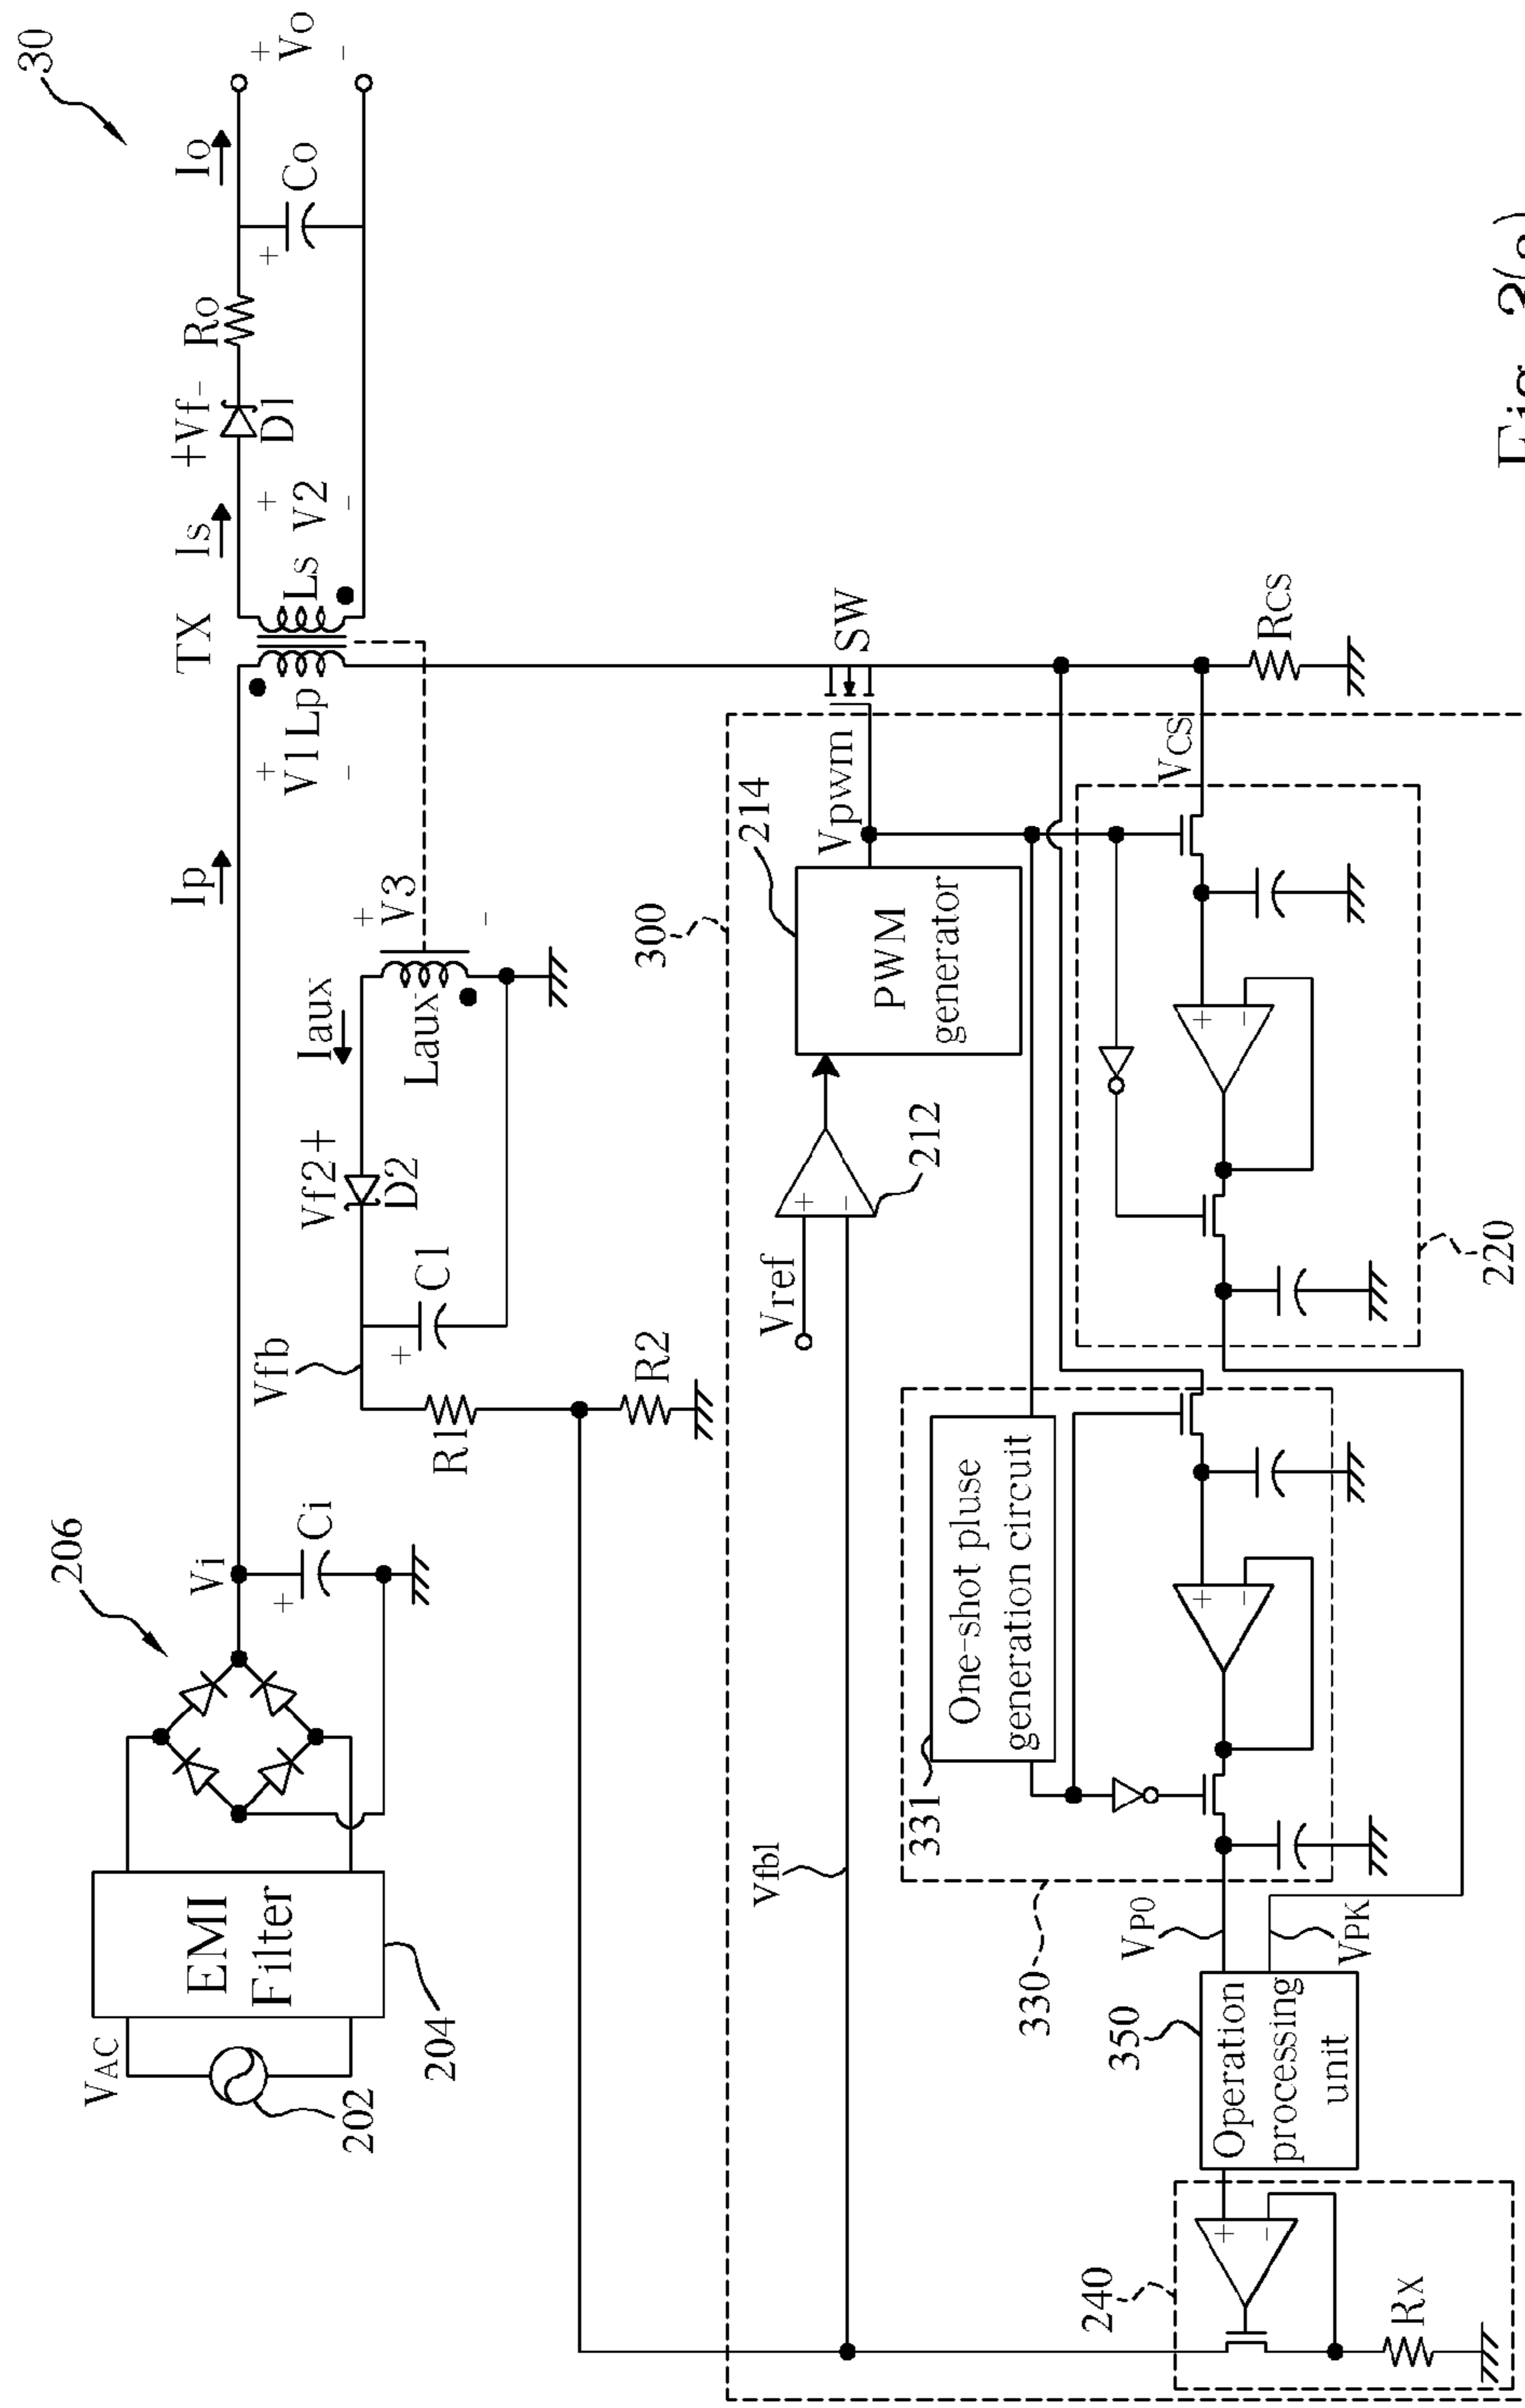 30
Io
+
Vo
-
+
Co
Ro
+Vf-
D1
Is
+
V2
-
Ls
TX
+
V1
-
Lp
Ip
+
V3
-
Iaux
Laux
Vf2+
D2
+
C1
Vfb
R1
R2
206
Vi
+
Ci
EMI
Filter
204
VAC
202
SW
RCS
VCS
Vpwm
214
300
PWM
generator
+
-
212
Vref
Vfb1
220
+
-
One-shot pluse
generation circuit
331
+
-
330
VP0
VPK
350
Operation
processing
unit
240
+
-
RX